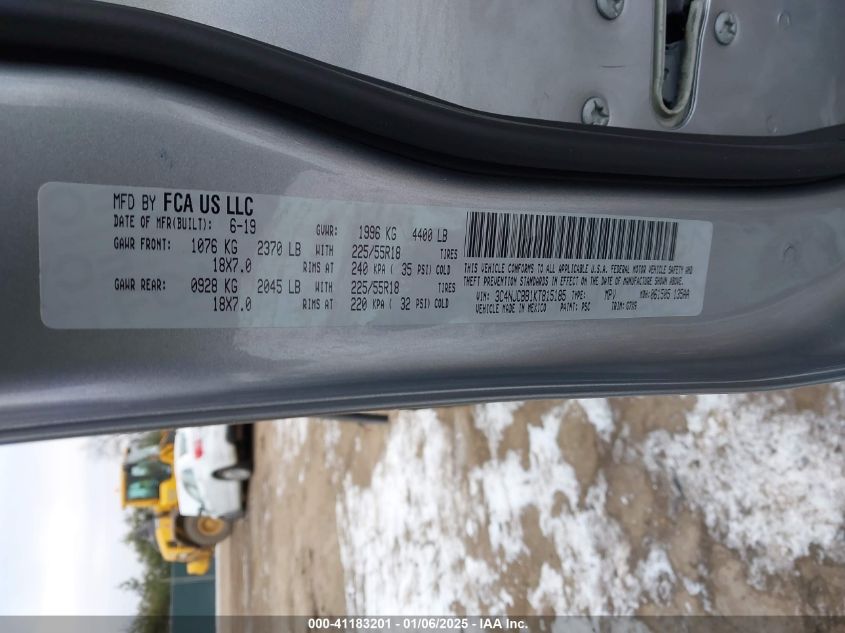 MFD BY FCA US LLC
DATE OF MFR(BUILT): 6-19 GVWR: 1996 KG 4400 LB
GAWR FRONT: 1076 KG 2370 LB WITH 225/55R18 TIRES
18X7.0 RIMS AT 240 KPA ( 35 PSI) COLD
GAWR REAR: 0928 KG 2045 LB WITH 225/55R18 TIRES
18X7.0 RIMS AT 220 KPA ( 32 PSI) COLD
THIS VEHICLE CONFORMS TO ALL APPLICABLE U.S.A. FEDERAL MOTOR VEHICLE SAFETY AND
THEFT PREVENTION STANDARDS IN EFFECT ON THE DATE OF MANUFACTURE SHOWN ABOVE.
VIN: 3C4NJCBB1KT815185 TYPE: MPV MDH: 061505 135AA
VEHICLE MADE IN MEXICO PAINT: PSC TRIM:
000-41183201 - 01/06/2025 - IAA Inc.